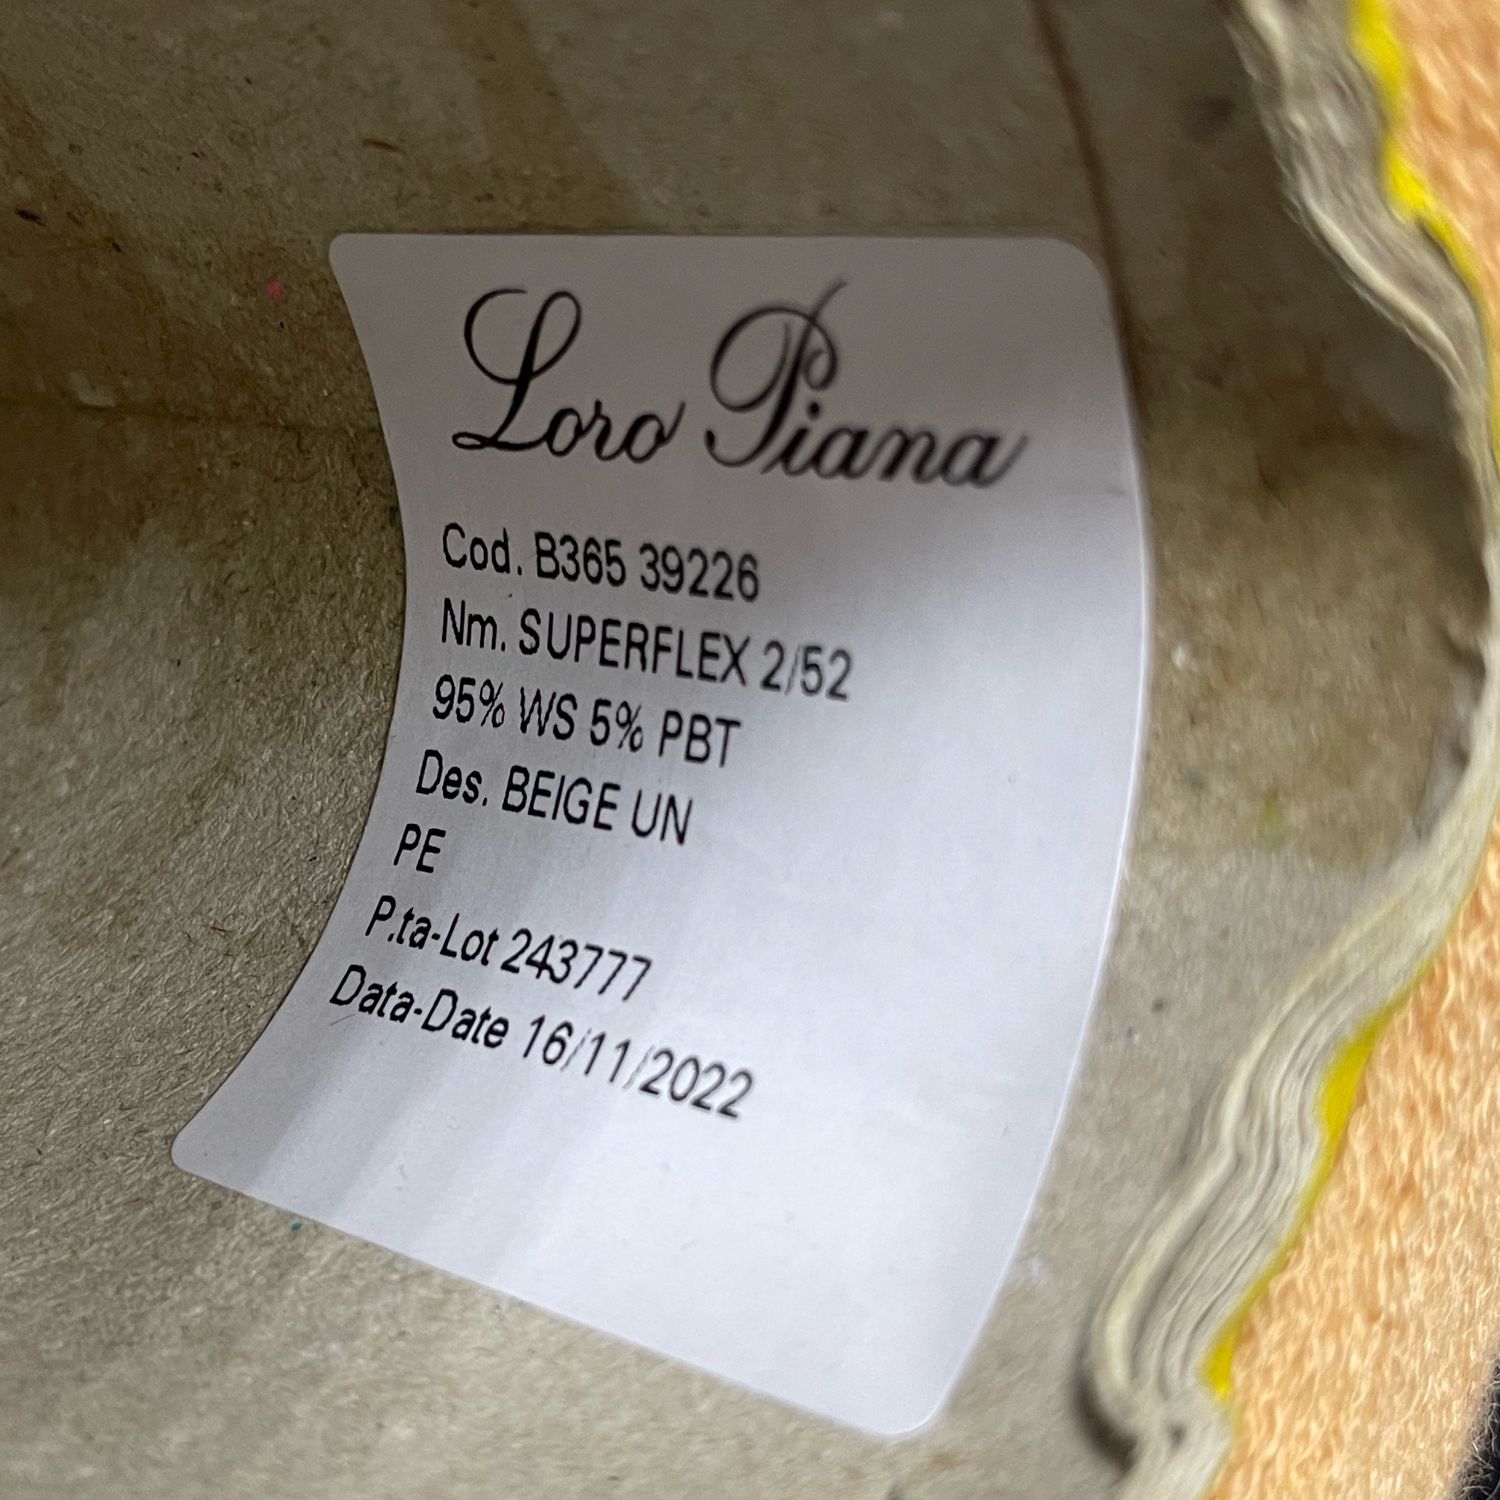 Loro Piana
Cod. B365 39226
Nm. SUPERFLEX 2/52
95% WS 5% PBT
Des. BEIGE UN
PE
P.ta-Lot 243777
Data-Date 16/11/2022